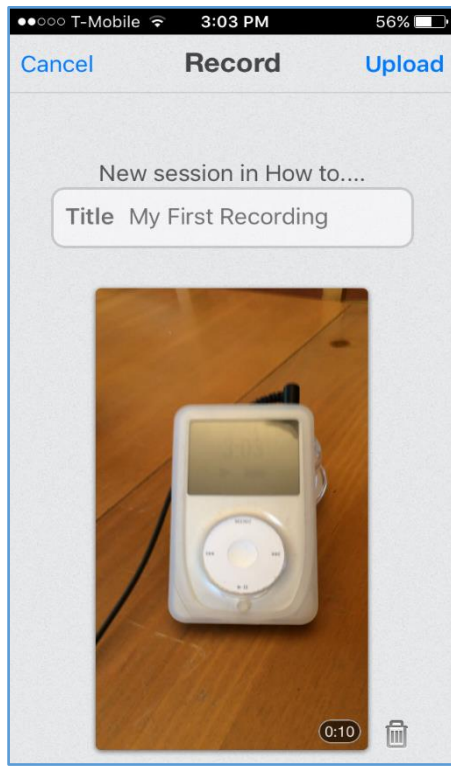 T-Mobile 3:03 PM 56%
Cancel Record Upload
New session in How to....
Title My First Recording
MENU
0:10